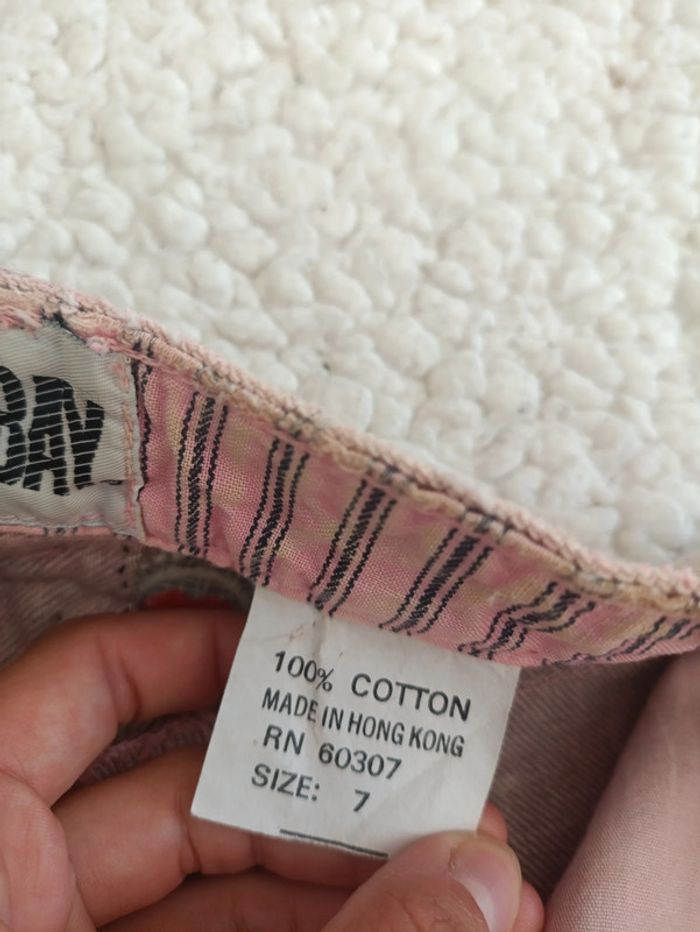 BAY
100% COTTON
MADE IN HONG KONG
RN 60307
SIZE: 7